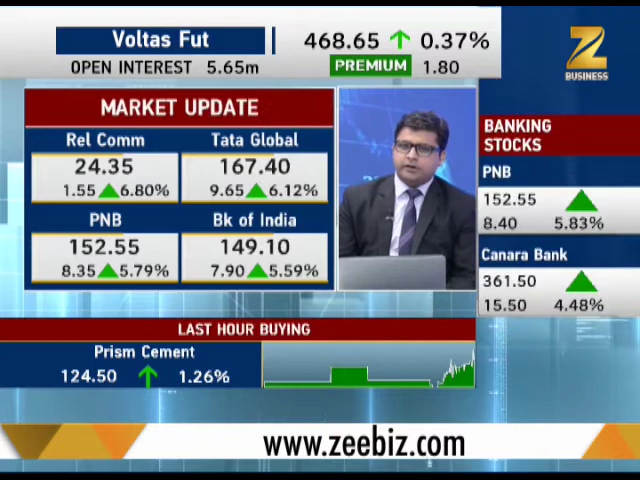 Voltas Fut
468.65 0.37%
OPEN INTEREST 5.65m
PREMIUM 1.80
Z
BUSINESS
MARKET UPDATE
Rel Comm
24.35
1.55 6.80%
Tata Global
167.40
9.65 6.12%
PNB
152.55
8.35 5.79%
Bk of India
149.10
7.90 5.59%
BANKING
STOCKS
PNB
152.55
8.40 5.83%
Canara Bank
361.50
15.50 4.48%
LAST HOUR BUYING
Prism Cement
124.50 1.26%
www.zeebiz.com